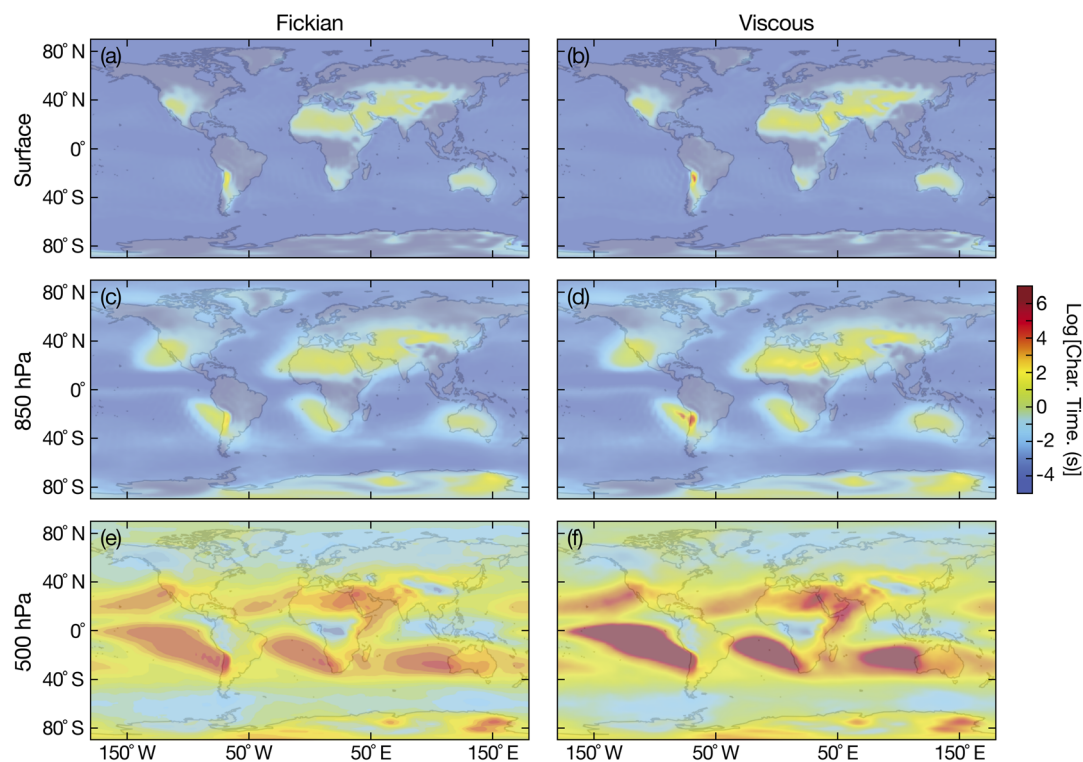 Fickian
Viscous
80° N
40° N
0°
40° S
80° S
Surface
(a)
(b)
80° N
40° N
0°
40° S
80° S
850 hPa
(c)
(d)
6
4
2
0
-2
-4
Log[Char. Time. (s)]
80° N
40° N
0°
40° S
80° S
500 hPa
(e)
(f)
150° W
50° W
50° E
150° E
150° W
50° W
50° E
150° E